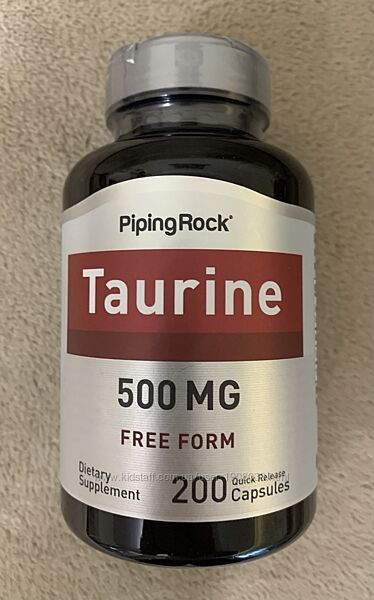 PipingRock®
Taurine
500 MG
FREE FORM
Dietary
Supplement
200 Quick Release
Capsules